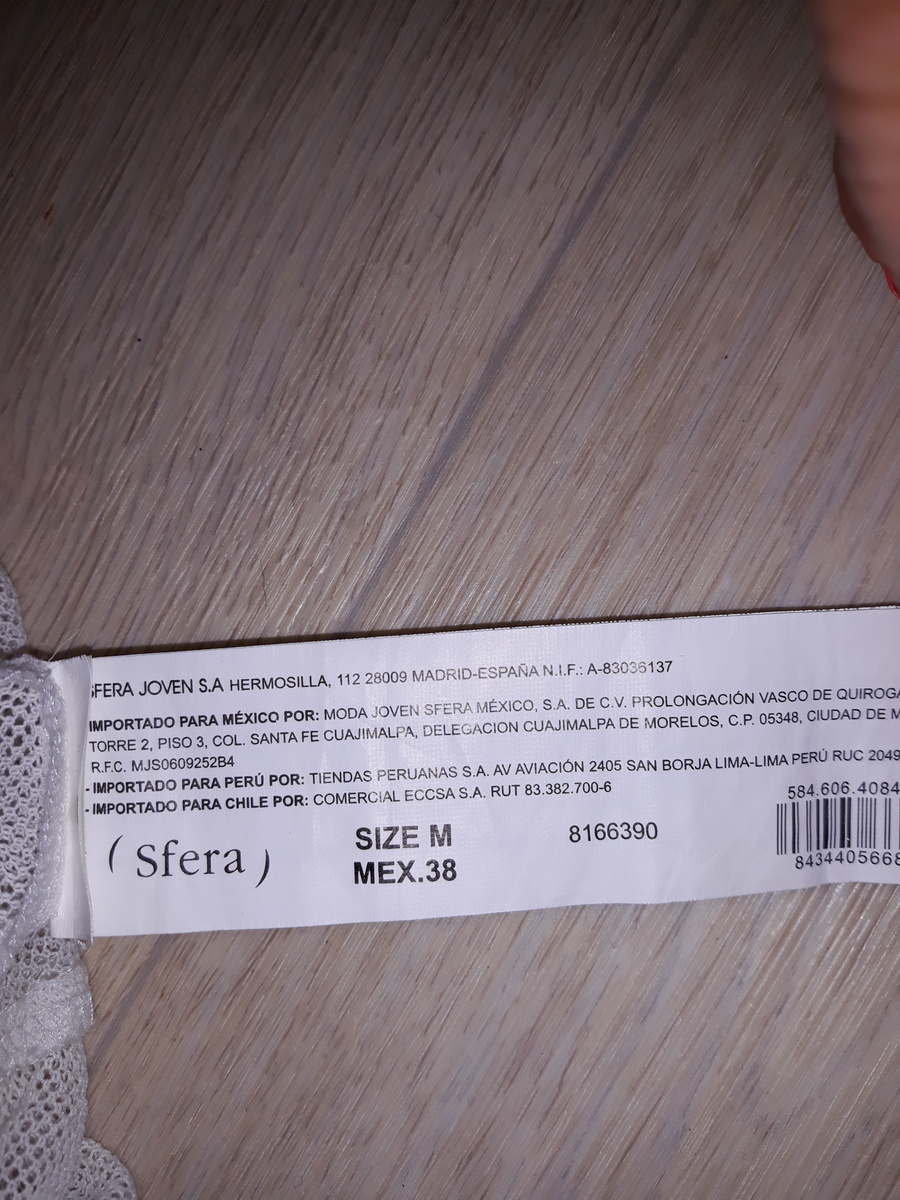 SFERA JOVEN S.A HERMOSILLA, 112 28009 MADRID-ESPAÑA N.I.F.: A-83036137
IMPORTADO PARA MÉXICO POR: MODA JOVEN SFERA MÉXICO, S.A. DE C.V. PROLONGACIÓN VASCO DE QUIROGA
TORRE 2, PISO 3, COL. SANTA FE CUAJIMALPA, DELEGACION CUAJIMALPA DE MORELOS, C.P. 05348, CIUDAD DE M
R.F.C. MJS0609252B4
- IMPORTADO PARA PERÚ POR: TIENDAS PERUANAS S.A. AV AVIACIÓN 2405 SAN BORJA LIMA-LIMA PERÚ RUC 2049
- IMPORTADO PARA CHILE POR: COMERCIAL ECCSA S.A. RUT 83.382.700-6
(Sfera)
SIZE M
MEX.38
8166390
584.606.4084
8434405668